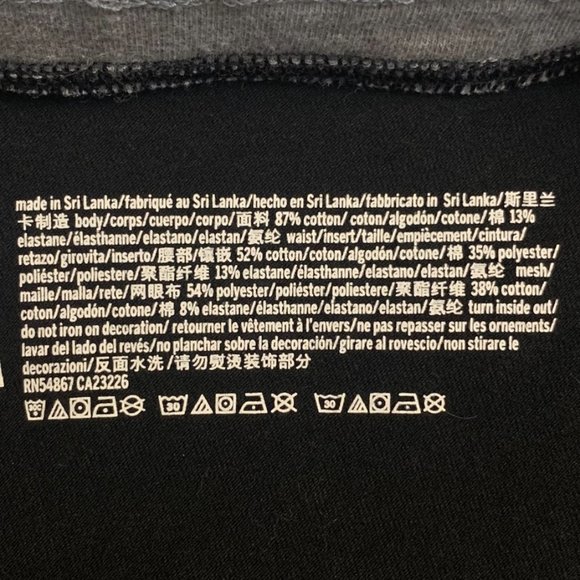 made in Sri Lanka/fabriqué au Sri Lanka/hecho en Sri Lanka/fabbricato in Sri Lanka/斯里兰
卡制造 body/corps/cuerpo/corpo/面料 87% cotton/ coton/algodón/cotone/棉 13%
elastane/élasthanne/elastano/elastan/氨纶 waist/insert/taille/empiècement/cintura/
retazo/girovita/inserto/腰部/镶嵌 52% cotton/coton/algodón/cotone/棉 35% polyester/
poliéster/poliestere/聚酯纤维 13% elastane/élasthanne/elastano/elastan/氨纶 mesh/
maille/malla/rete/网眼布 54% polyester/poliéster/poliestere/聚酯纤维 38% cotton/
coton/algodón/cotone/棉 8% elastane/élasthanne/elastano/elastan/氨纶 turn inside out/
do not iron on decoration/ retourner le vêtement à l'envers/ne pas repasser sur les ornements/
lavar del lado del revés/no planchar sobre la decoración/girare al rovescio/non stirare le
decorazioni/反面水洗/请勿熨烫装饰部分
RN54867 CA23226
30C 30 30